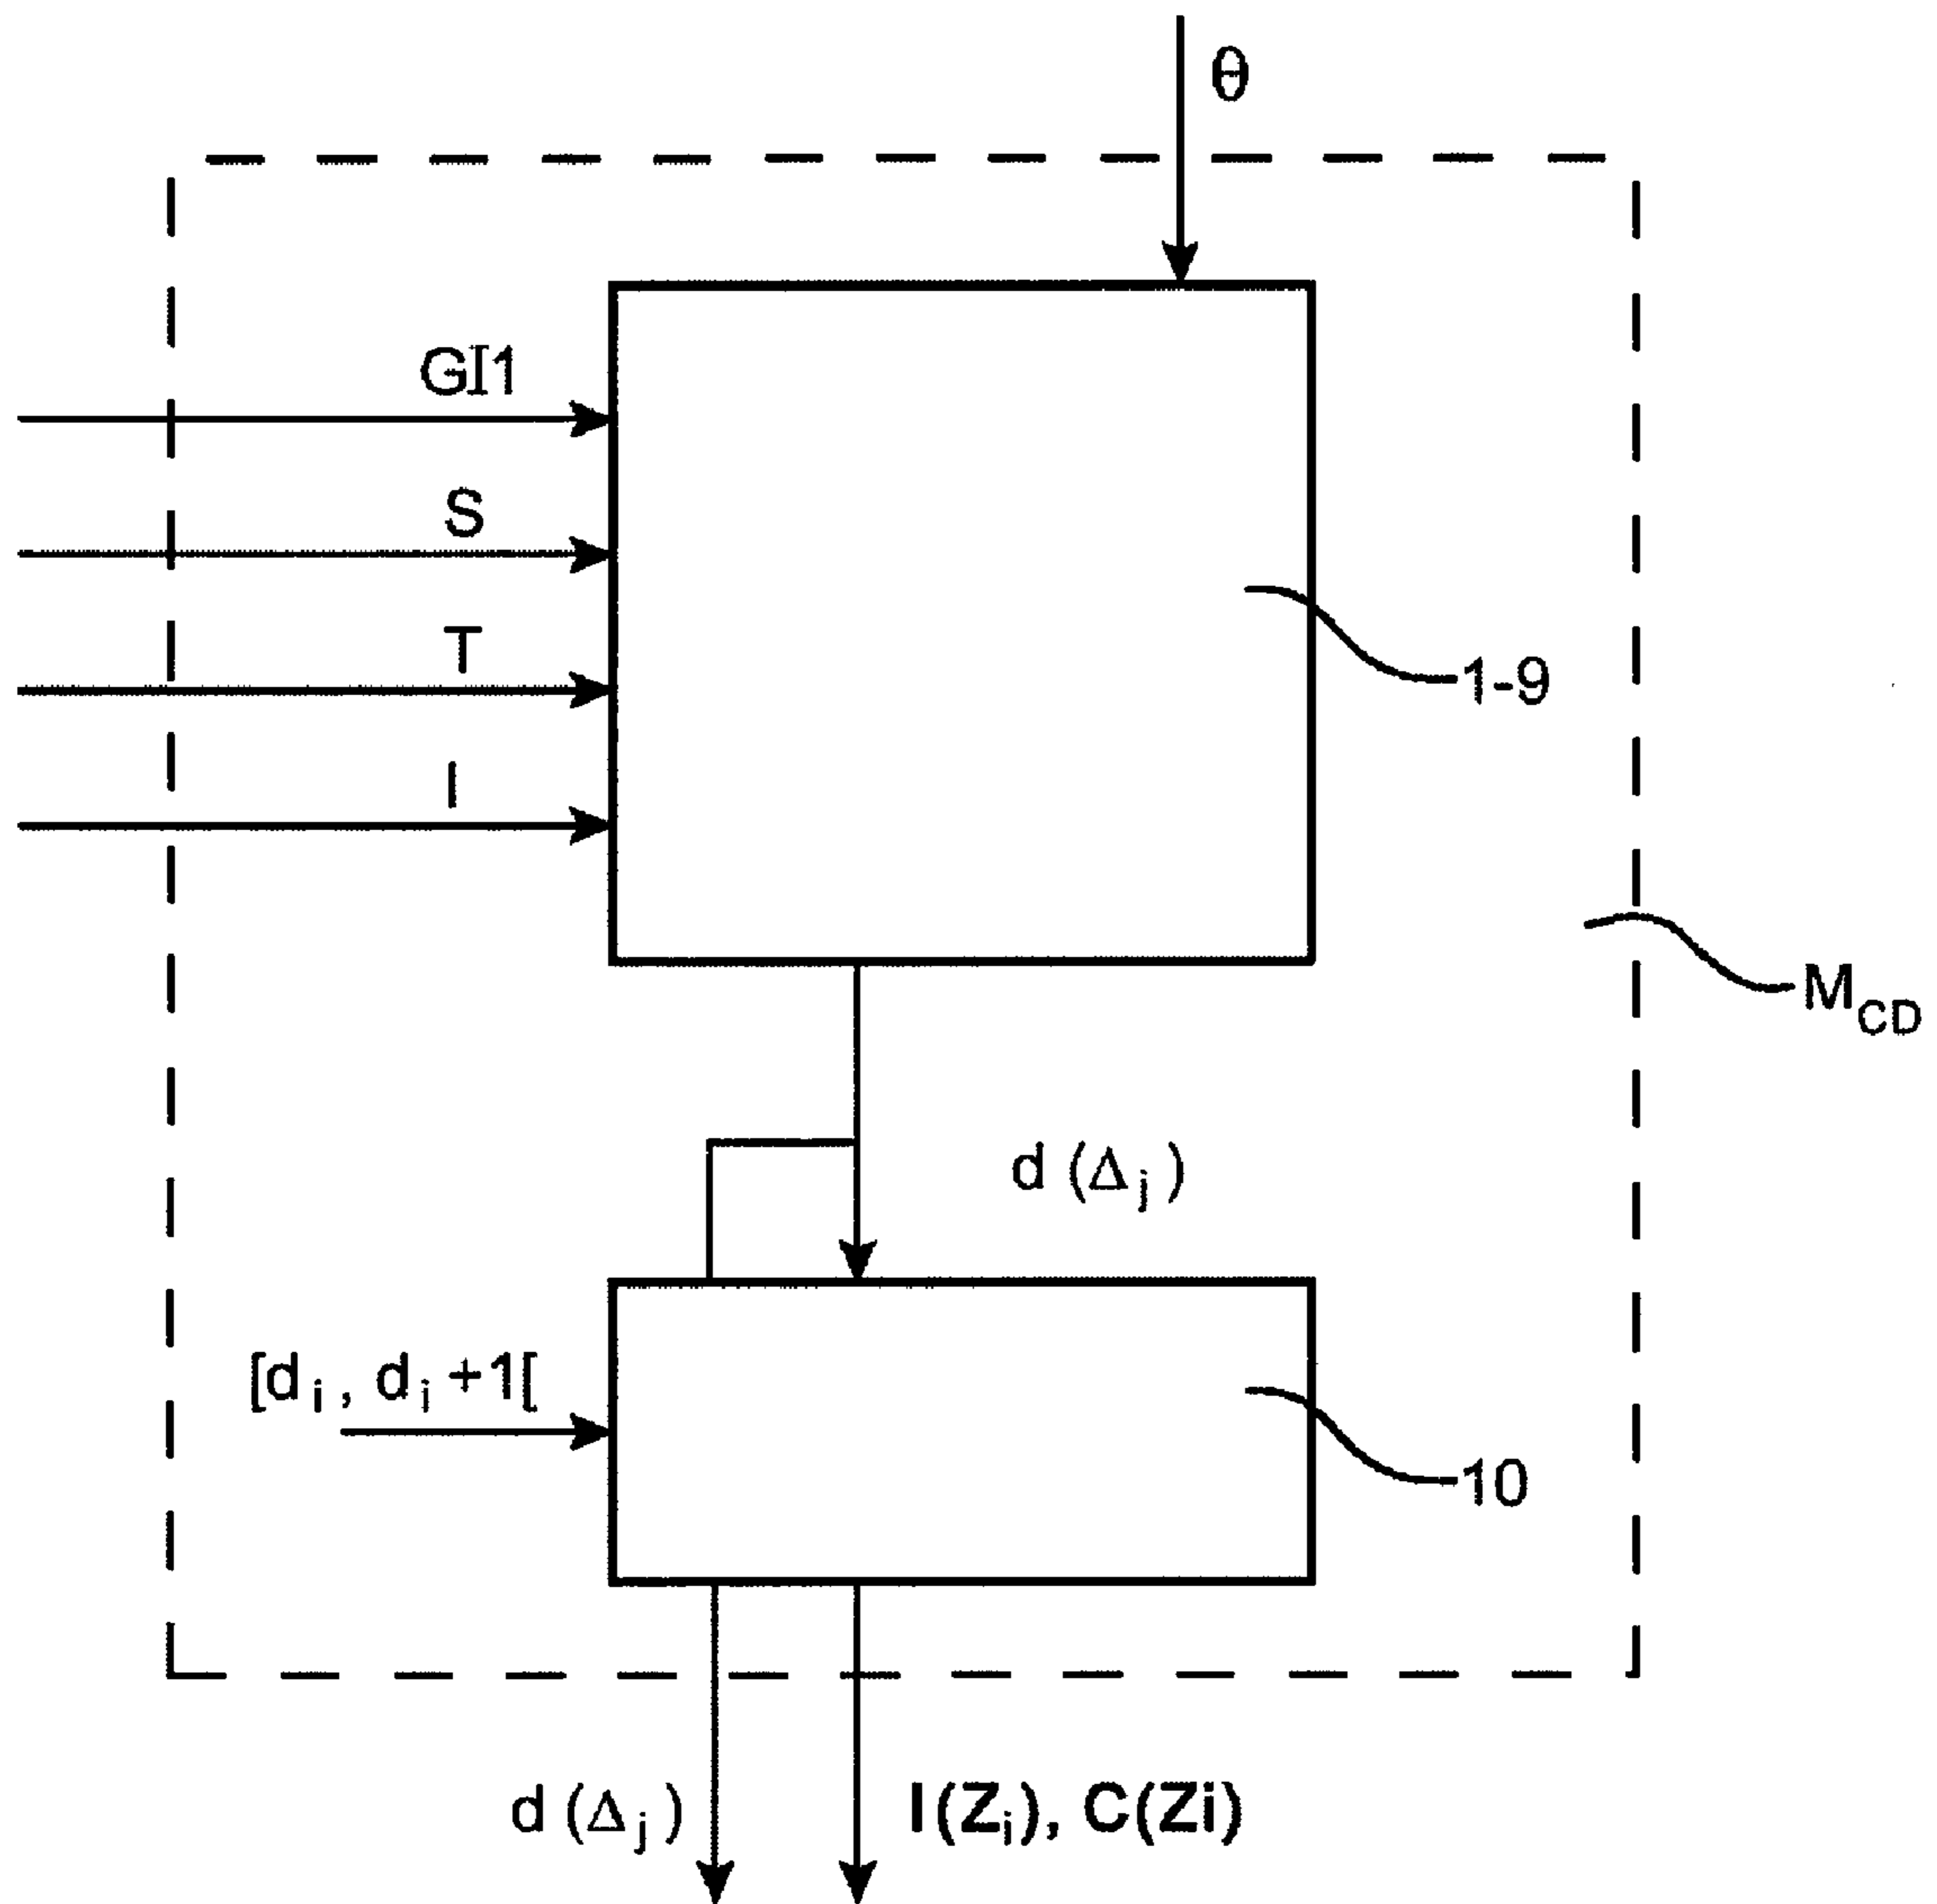 θ
GI1
S
T
1-9
I
M_CD
d (Δ_j)
[d_i, d_i+1[
10
d (Δ_j)
I(Z_i), C(Zi)